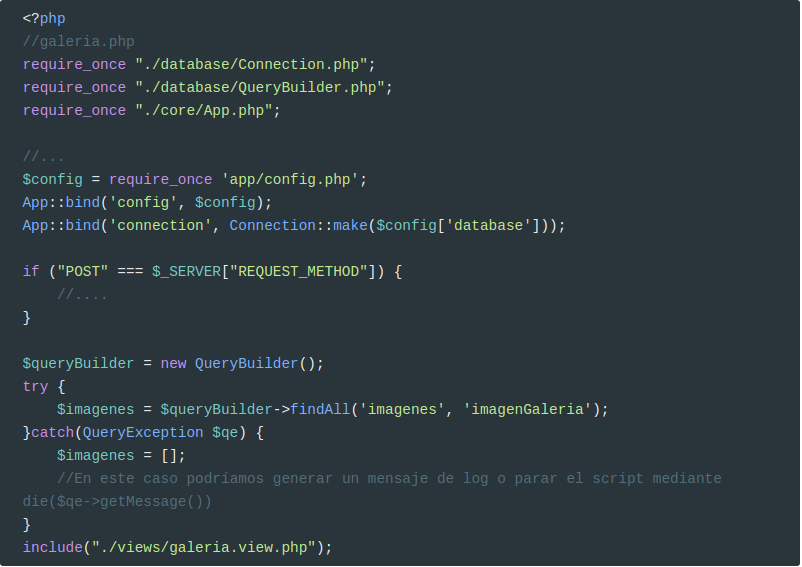 <?php
//galeria.php
require_once "./database/Connection.php";
require_once "./database/QueryBuilder.php";
require_once "./core/App.php";

//...
$config = require_once 'app/config.php';
App::bind('config', $config);
App::bind('connection', Connection::make($config['database']));

if ("POST" === $_SERVER["REQUEST_METHOD"]) {
    //....
}

$queryBuilder = new QueryBuilder();
try {
    $imagenes = $queryBuilder->findAll('imagenes', 'imagenGaleria');
}catch(QueryException $qe) {
    $imagenes = [];
    //En este caso podríamos generar un mensaje de log o parar el script mediante
die($qe->getMessage())
}
include("./views/galeria.view.php");